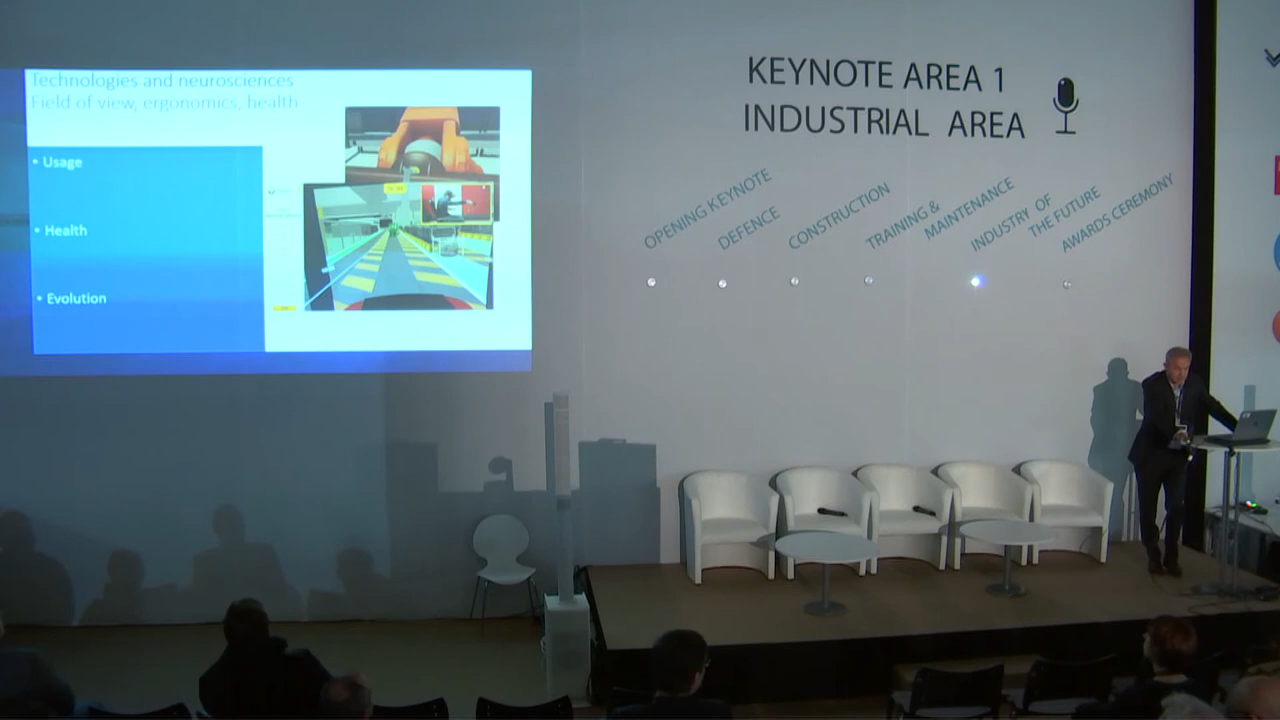 Technologies and neurosciences
Field of view, ergonomics, health
• Usage
• Health
• Evolution
KEYNOTE AREA 1
INDUSTRIAL AREA
OPENING KEYNOTE
DEFENCE
CONSTRUCTION
TRAINING &
MAINTENANCE
INDUSTRY OF
THE FUTURE
AWARDS CEREMONY